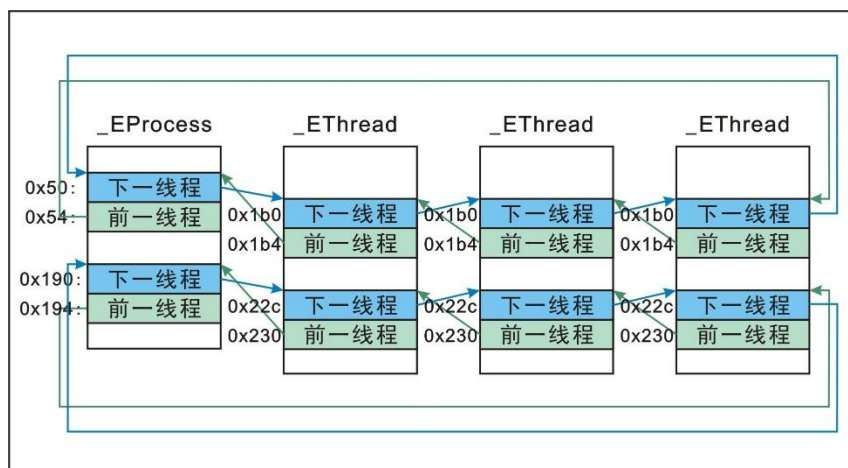 _EProcess _EThread _EThread _EThread
0x50: 下一线程
0x54: 前一线程 0x1b0 下一线程 0x1b0 下一线程 0x1b0 下一线程
0x1b4 前一线程 0x1b4 前一线程 0x1b4 前一线程
0x190: 下一线程
0x194: 前一线程 0x22c 下一线程 0x22c 下一线程 0x22c 下一线程
0x230 前一线程 0x230 前一线程 0x230 前一线程